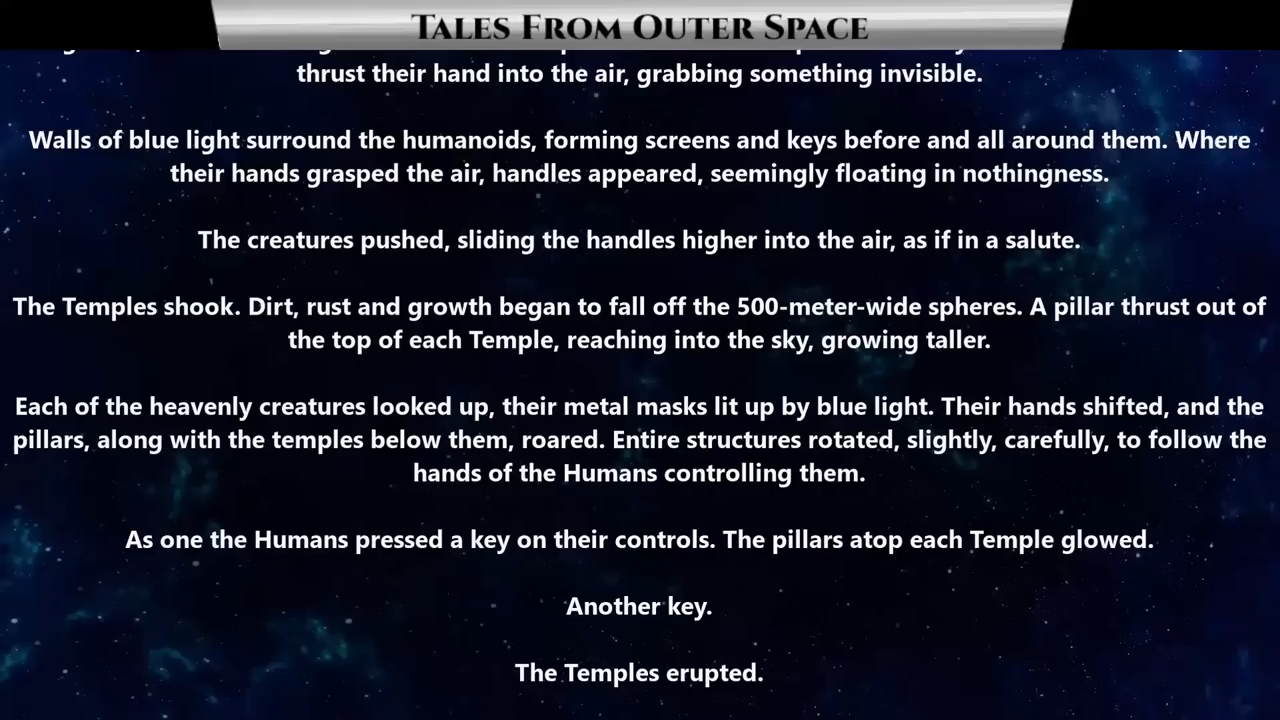 Tales From Outer Space
thrust their hand into the air, grabbing something invisible.
Walls of blue light surround the humanoids, forming screens and keys before and all around them. Where
their hands grasped the air, handles appeared, seemingly floating in nothingness.
The creatures pushed, sliding the handles higher into the air, as if in a salute.
The Temples shook. Dirt, rust and growth began to fall off the 500-meter-wide spheres. A pillar thrust out of
the top of each Temple, reaching into the sky, growing taller.
Each of the heavenly creatures looked up, their metal masks lit up by blue light. Their hands shifted, and the
pillars, along with the temples below them, roared. Entire structures rotated, slightly, carefully, to follow the
hands of the Humans controlling them.
As one the Humans pressed a key on their controls. The pillars atop each Temple glowed.
Another key.
The Temples erupted.